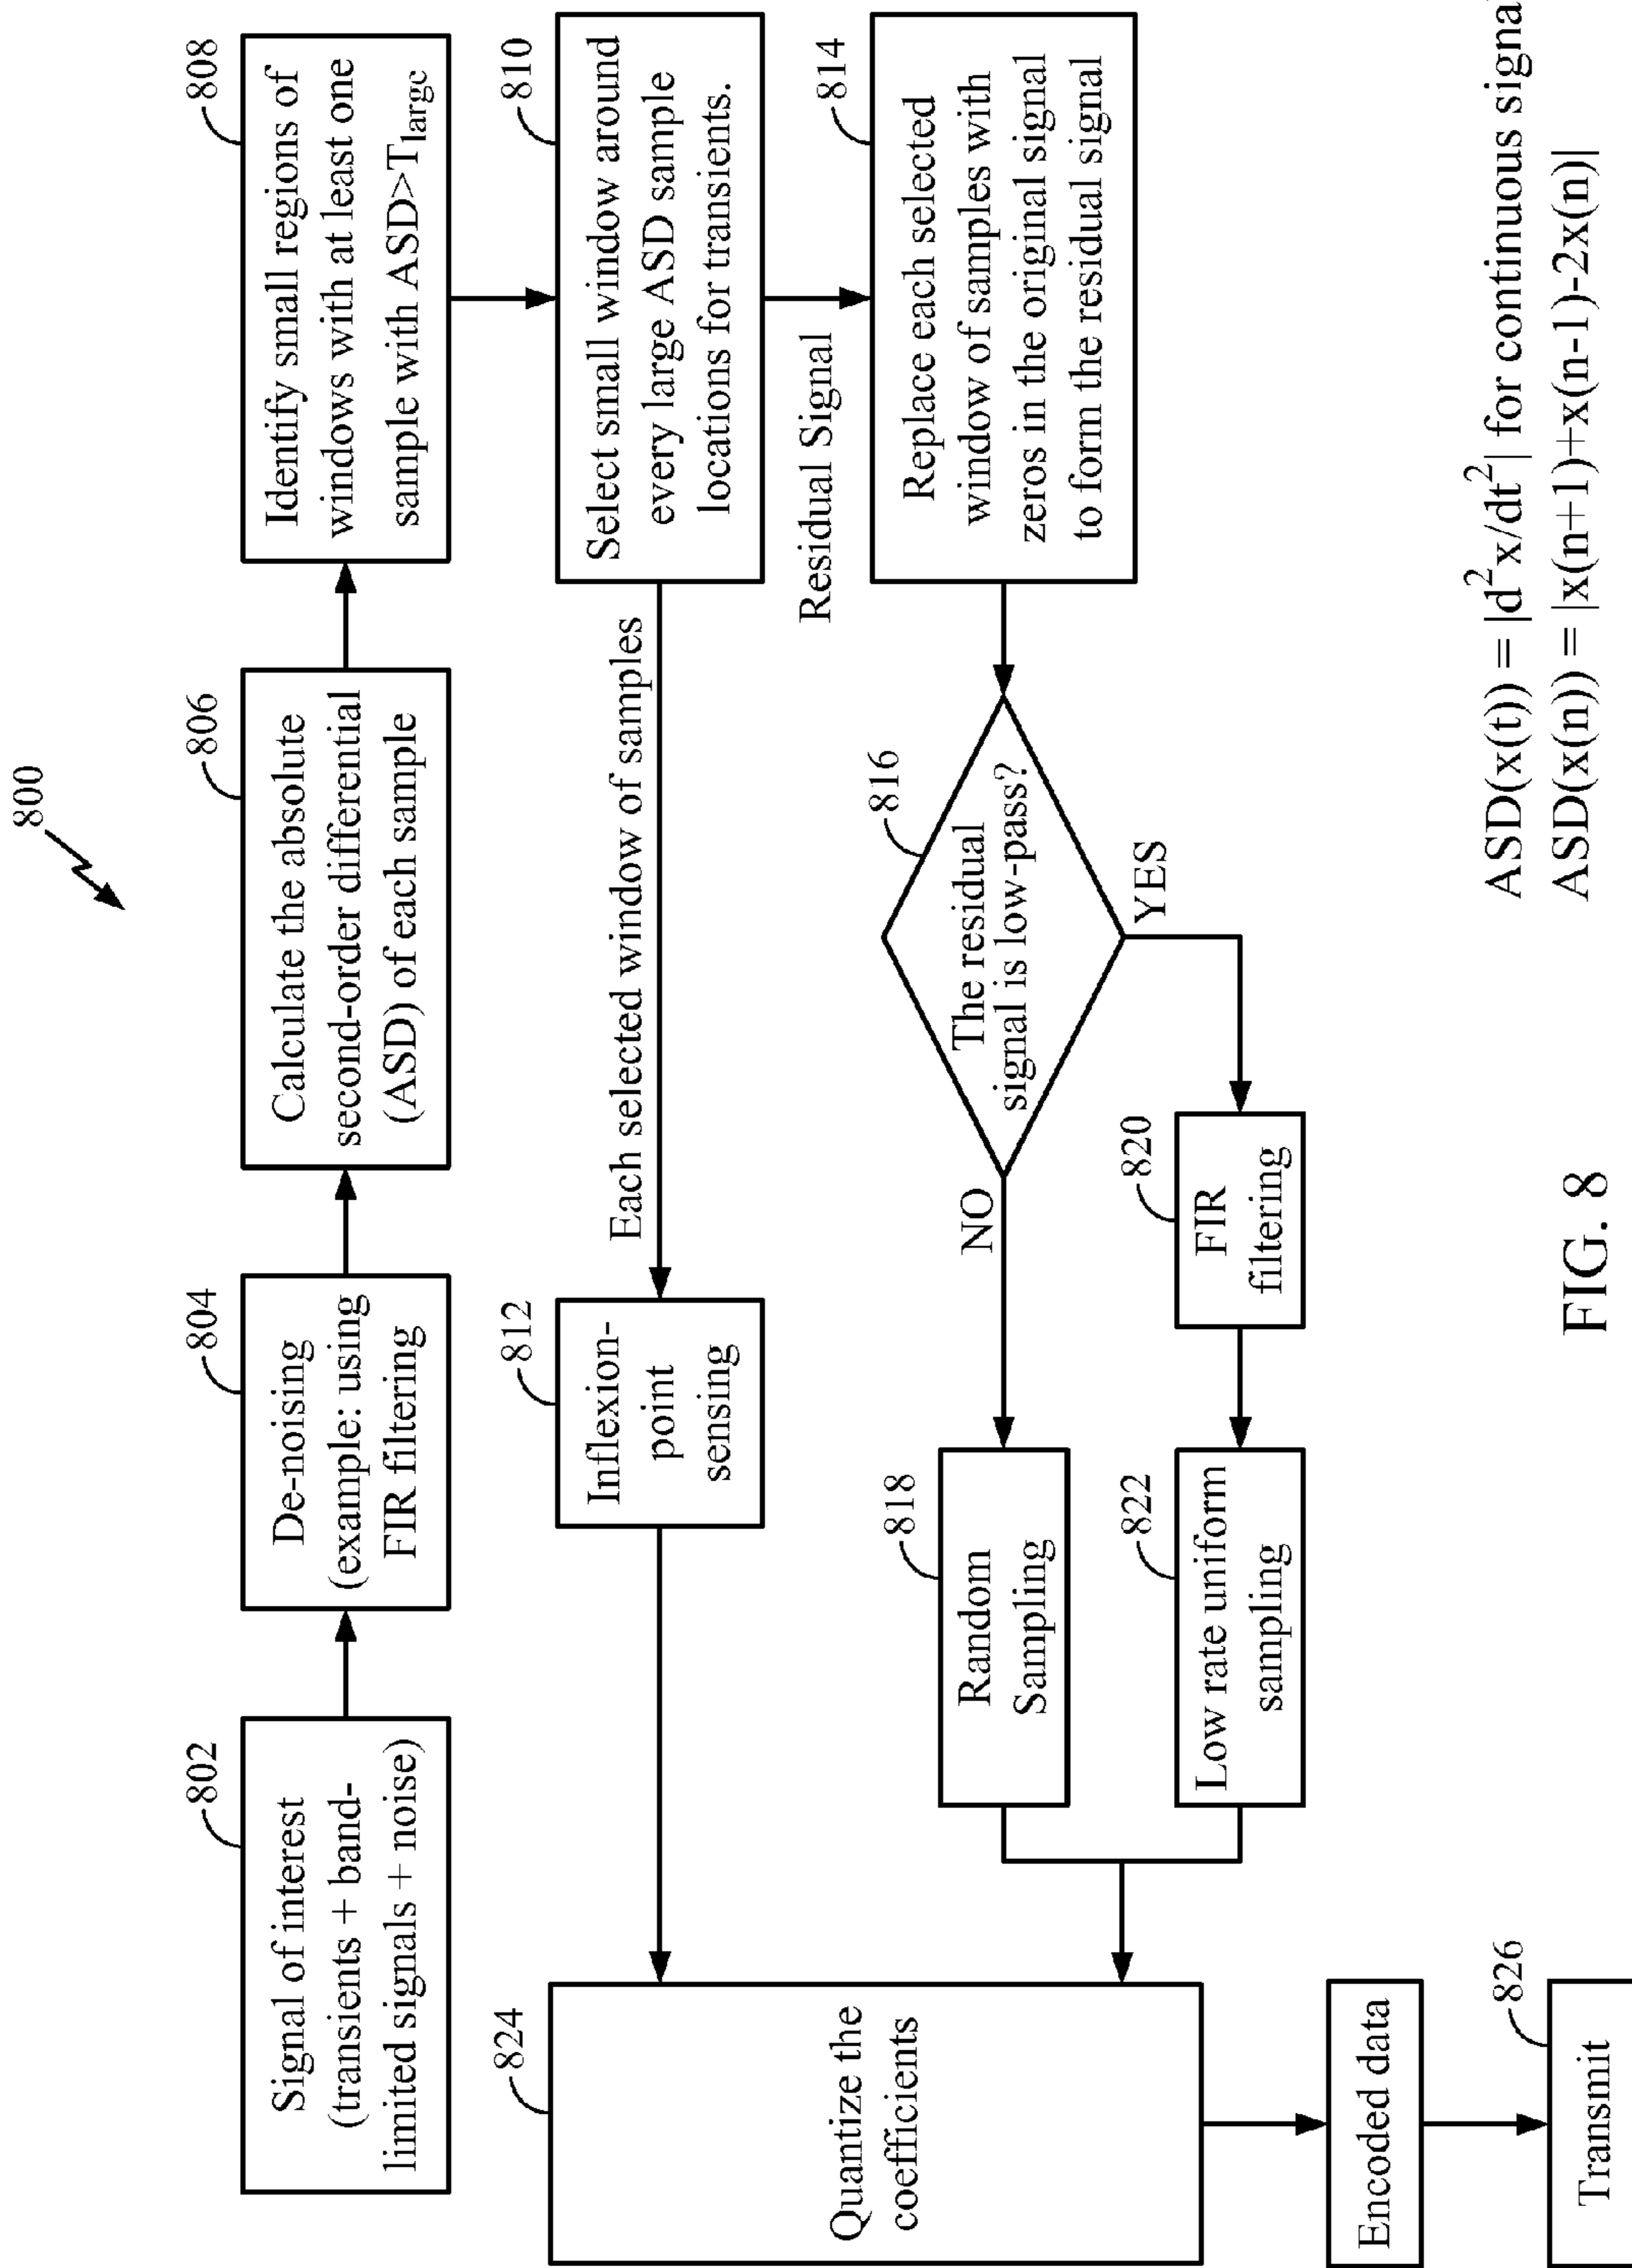 800
802
Signal of interest
(transients + band-
limited signals + noise)
804
De-noising
(example: using
FIR filtering
806
Calculate the absolute
second-order differential
(ASD) of each sample
808
Identify small regions of
windows with at least one
sample with ASD>Tlarge
810
Select small window around
every large ASD sample
locations for transients.
Each selected window of samples
812
Inflexion-
point
sensing
Residual Signal
814
Replace each selected
window of samples with
zeros in the original signal
to form the residual signal
816
The residual
signal is low-pass?
NO
YES
818
Random
Sampling
820
FIR
filtering
822
Low rate uniform
sampling
824
Quantize the
coefficients
Encoded data
826
Transmit
FIG. 8
ASD(x(t)) = |d²x/dt²| for continuous signa
ASD(x(n)) = |x(n+1)+x(n-1)-2x(n)|